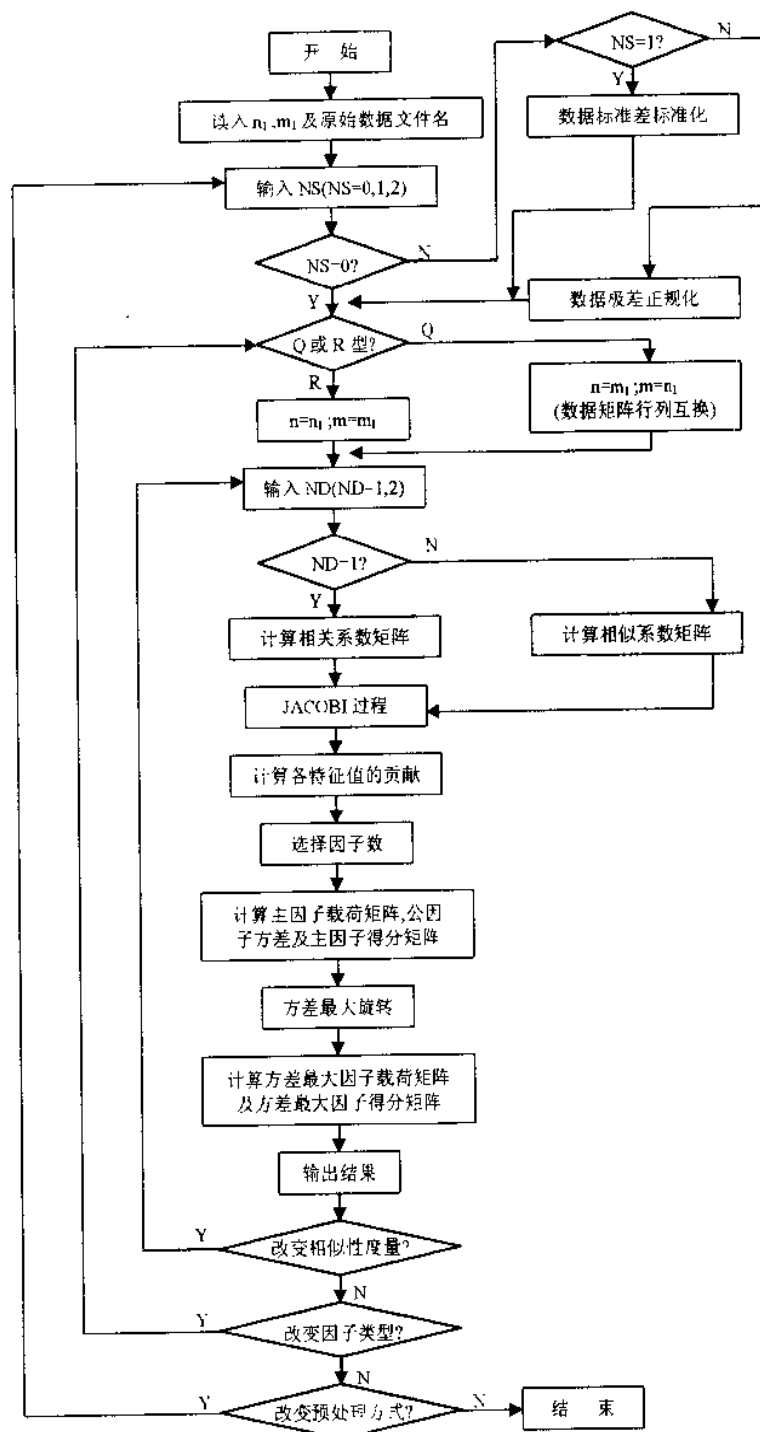 开 始
读入 n₁,m₁ 及原始数据文件名
输入 NS(NS=0,1,2)
NS=0?
N
Y
NS=1?
N
Y
数据标准差标准化
数据极差正规化
Q 或 R 型?
Q
R
n=n₁;m=m₁
n=m₁;m=n₁
(数据矩阵行列互换)
输入 ND(ND=1,2)
ND=1?
N
Y
计算相关系数矩阵
计算相似系数矩阵
JACOBI 过程
计算各特征值的贡献
选择因子数
计算主因子载荷矩阵,公因
子方差及主因子得分矩阵
方差最大旋转
计算方差最大因子载荷矩阵
及方差最大因子得分矩阵
输出结果
Y
改变相似性度量?
N
Y
改变因子类型?
N
Y
改变预处理方式?
N
结 束